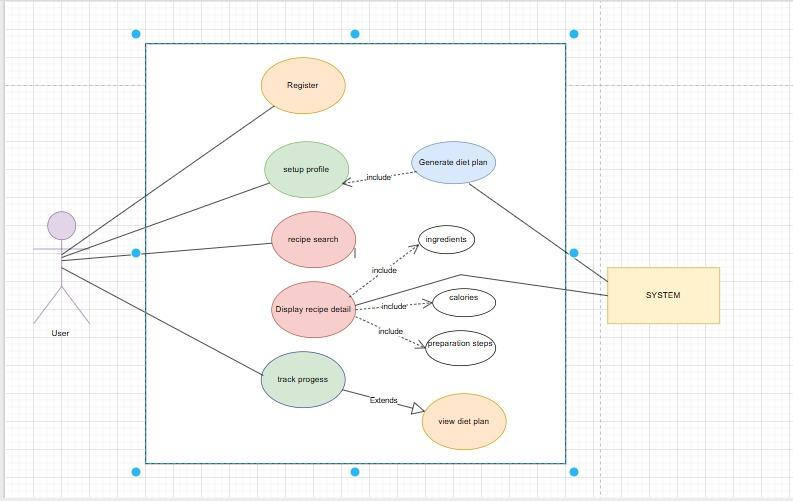 Register
setup profile
include
Generate diet plan
recipe search
ingredients
include
Display recipe detail
include
calories
include
preparation steps
SYSTEM
User
track progess
Extends
view diet plan